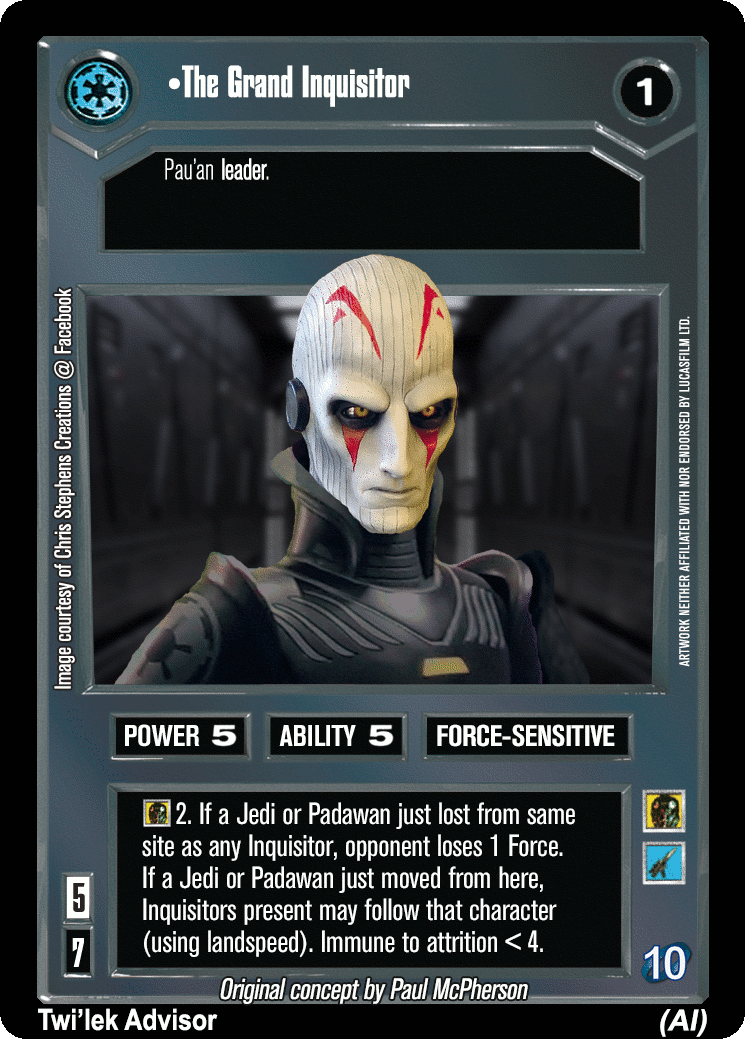 •The Grand Inquisitor
1
Pau'an leader.
Image courtesy of Chris Stephens Creations @ Facebook
ARTWORK NEITHER AFFILIATED WITH NOR ENDORSED BY LUCASFILM LTD.
POWER 5
ABILITY 5
FORCE-SENSITIVE
2. If a Jedi or Padawan just lost from same
site as any Inquisitor, opponent loses 1 Force.
If a Jedi or Padawan just moved from here,
Inquisitors present may follow that character
(using landspeed). Immune to attrition < 4.
5
7
10
Original concept by Paul McPherson
Twi'lek Advisor
(AI)